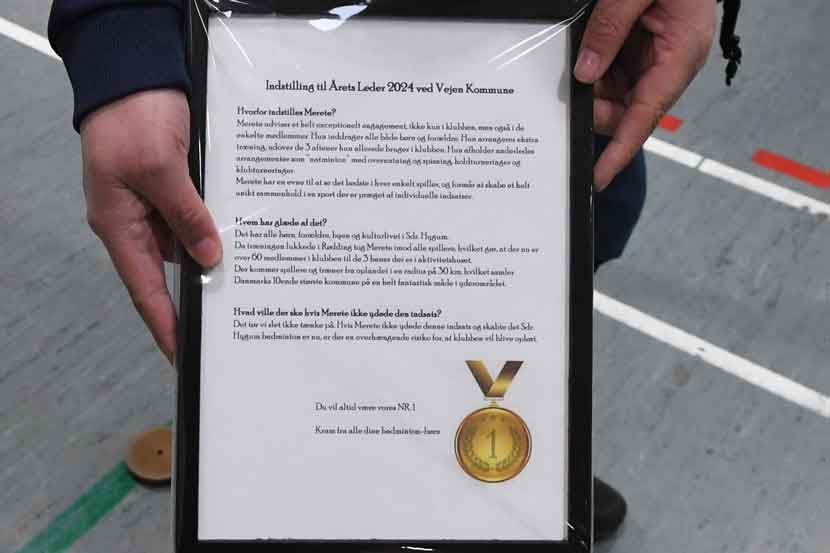 Indstilling til Årets Leder 2024 ved Vejen Kommune
Hvorfor indstilles Merete?
Merete udviser et helt exceptionelt engagement, ikke kun i klubben, men også i de
enkelte medlemmer. Hun inddrager alle både børn og forældre. Hun arrangerer ekstra
træning, udover de 3 aftener hun allerede bruger i klubben. Hun afholder anderledes
arrangementer som "natminton" med overnatning og spisning, holdturneringer og
klubturneringer.
Merete har en evne til at se det bedste i hver enkelt spiller, og formår at skabe et helt
unikt sammenhold i en sport der er præget af individuelle indsatser.
Hvem har glæde af det?
Det har alle børn, forældre, byen og kulturlivet i Sdr. Hygum.
Da træningen lukkede i Rødding tog Merete imod alle spillere, hvilket gør, at der nu er
over 60 medlemmer i klubben til de 3 baner der er i aktivitetshuset.
Der kommer spillere og træner fra oplandet i en radius på 30 km, hvilket samler
Danmarks 10ende største kommune på en helt fantastisk måde i yderområdet.
Hvad ville der ske hvis Merete ikke ydede den indsats?
Det tør vi slet ikke tænke på. Hvis Merete ikke ydede denne indsats og skabte det Sdr.
Hygum badminton er nu, er der en overhængende risiko for, at klubben vil blive opløst.
Du vil altid være vores NR.1
Kram fra alle dine badminton-børn
1